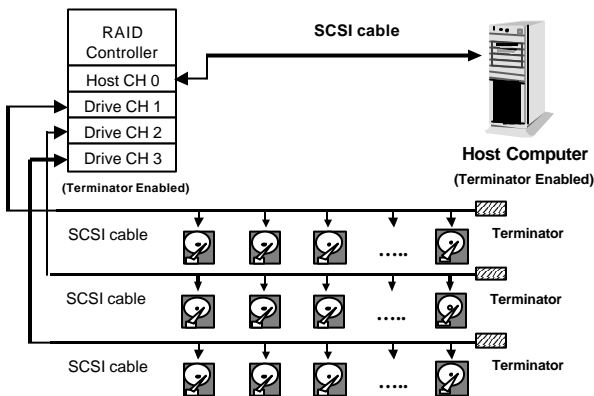 RAID
Controller
SCSI cable
Host CH 0
Drive CH 1
Drive CH 2
Drive CH 3
(Terminator Enabled)
Host Computer
(Terminator Enabled)
SCSI cable
.....
Terminator
SCSI cable
.....
Terminator
SCSI cable
.....
Terminator